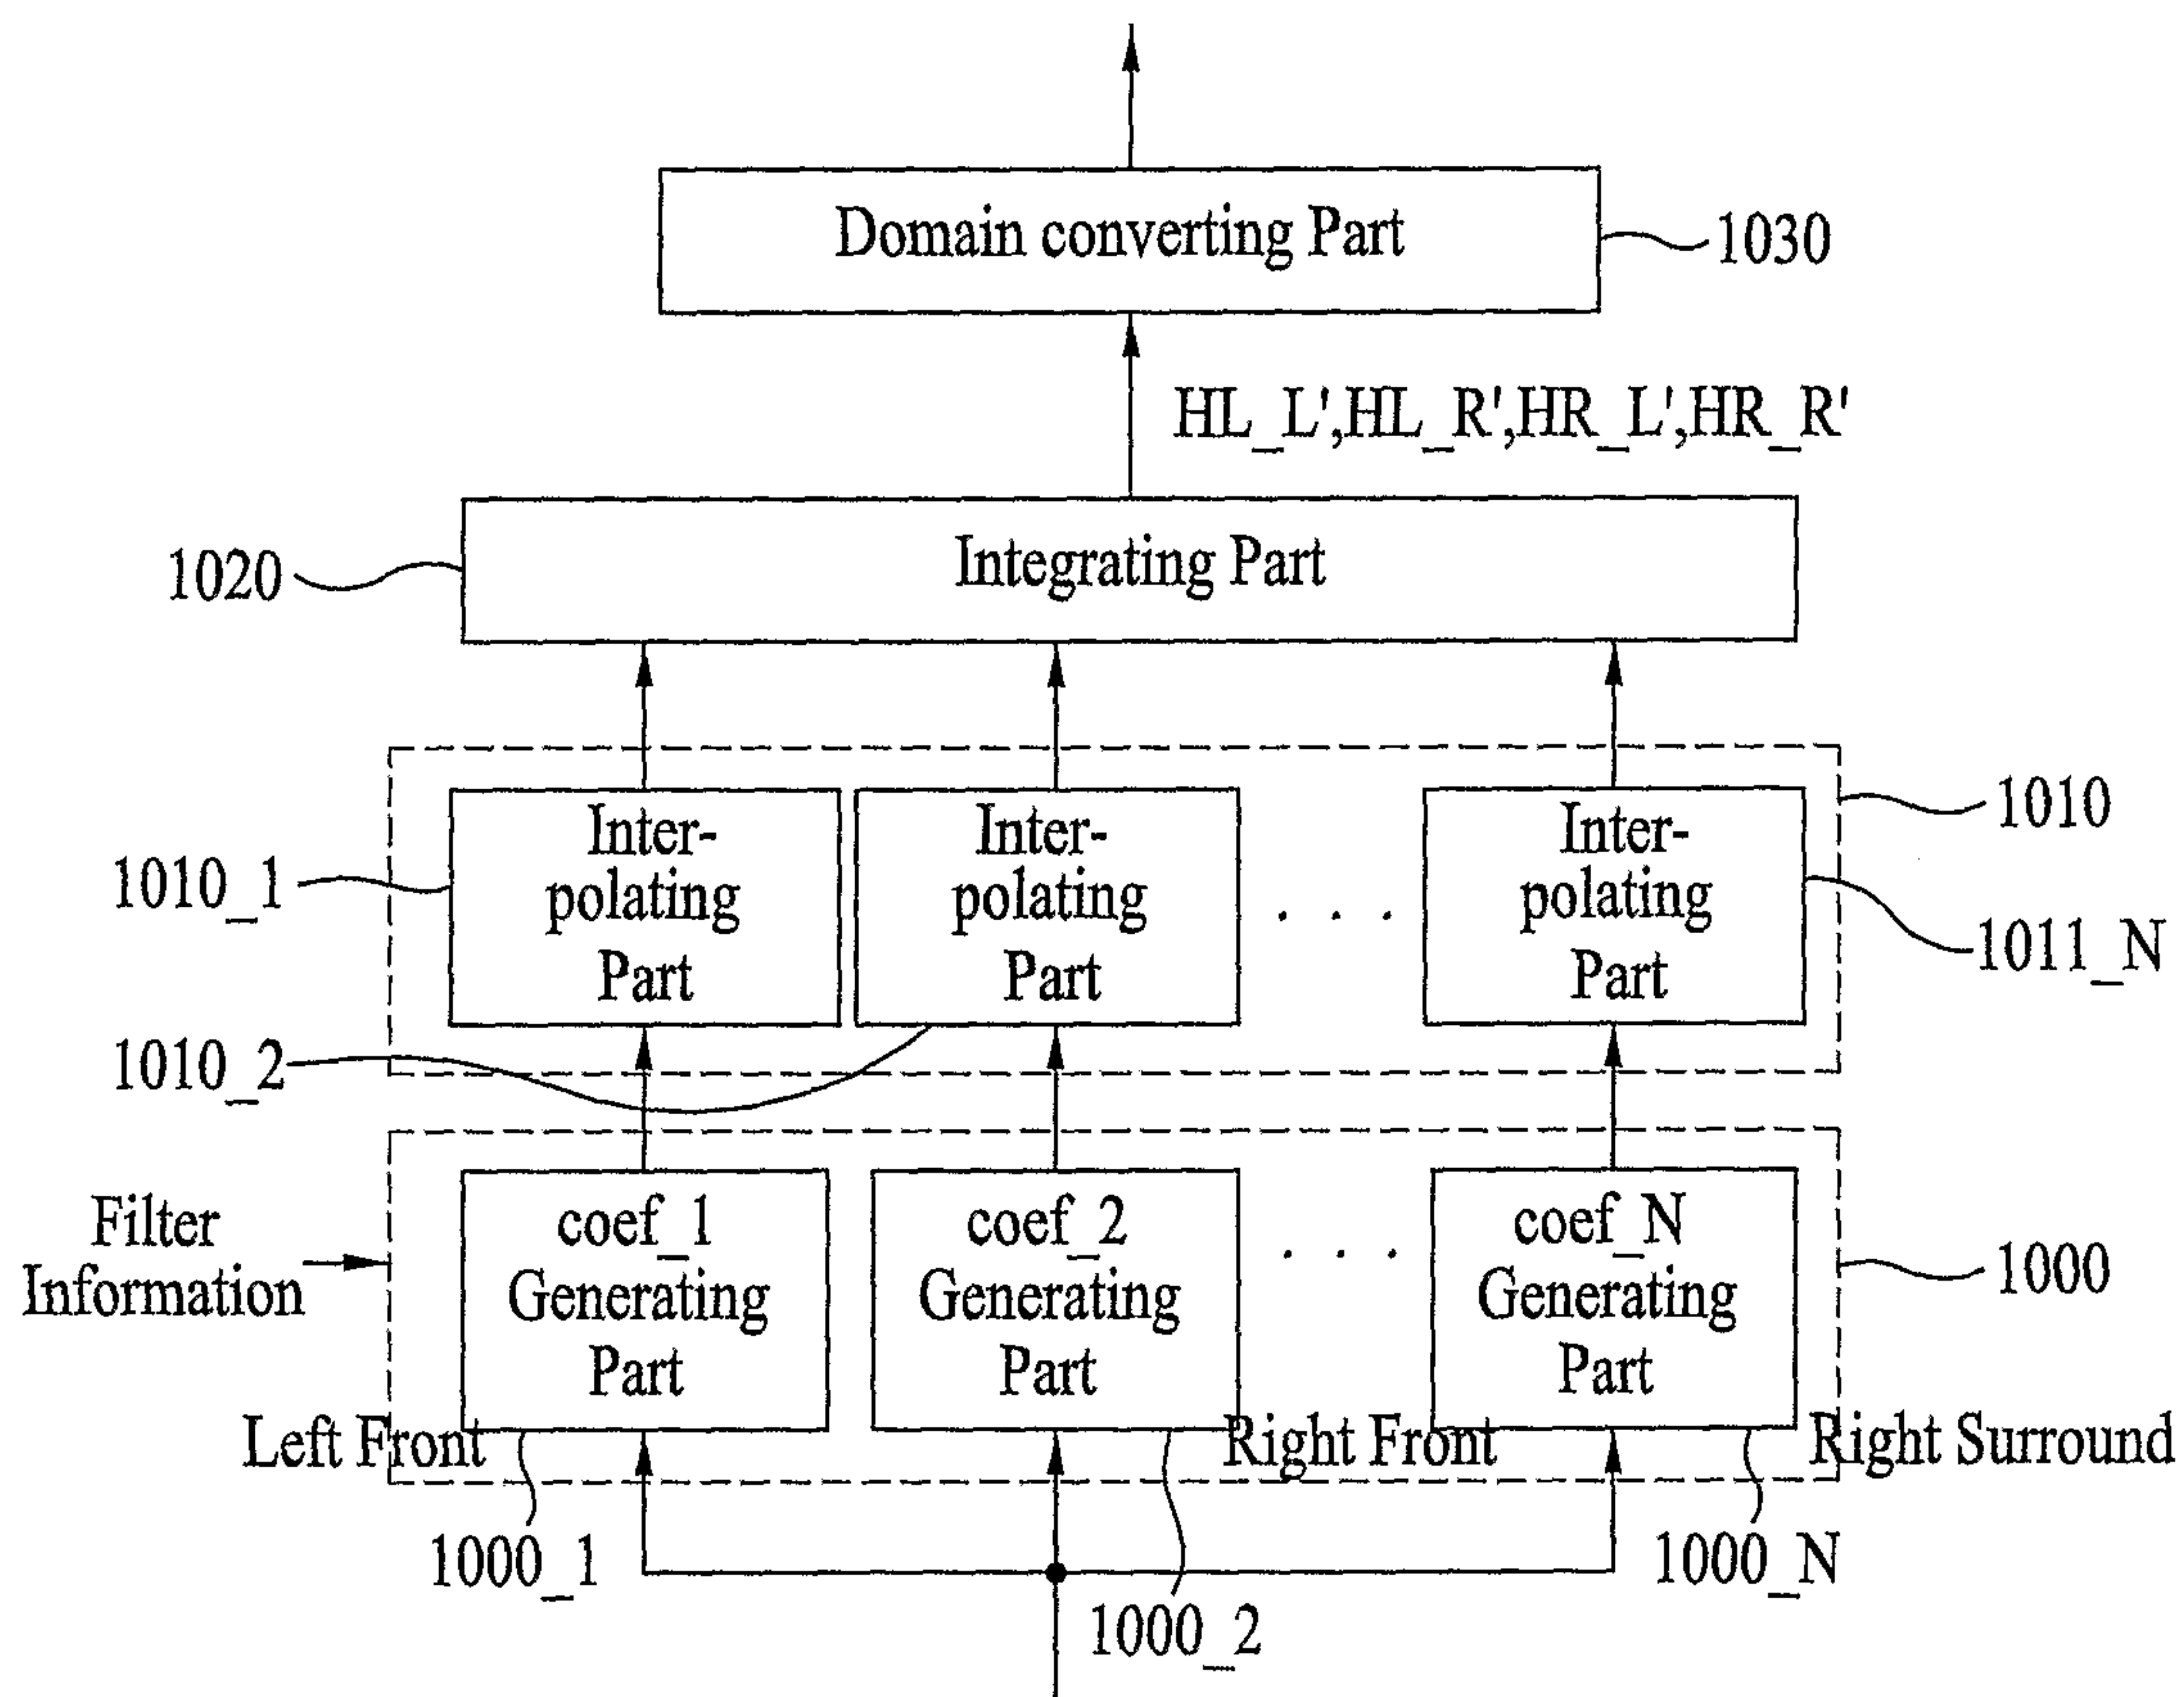 Domain converting Part
1030
HL_L',HL_R',HR_L',HR_R'
Integrating Part
1020
Inter-
polating
Part
Inter-
polating
Part
. . .
Inter-
polating
Part
1010
1010_1
1011_N
1010_2
Filter
Information
coef_1
Generating
Part
coef_2
Generating
Part
. . .
coef_N
Generating
Part
1000
Left Front
Right Front
Right Surround
1000_1
1000_2
1000_N